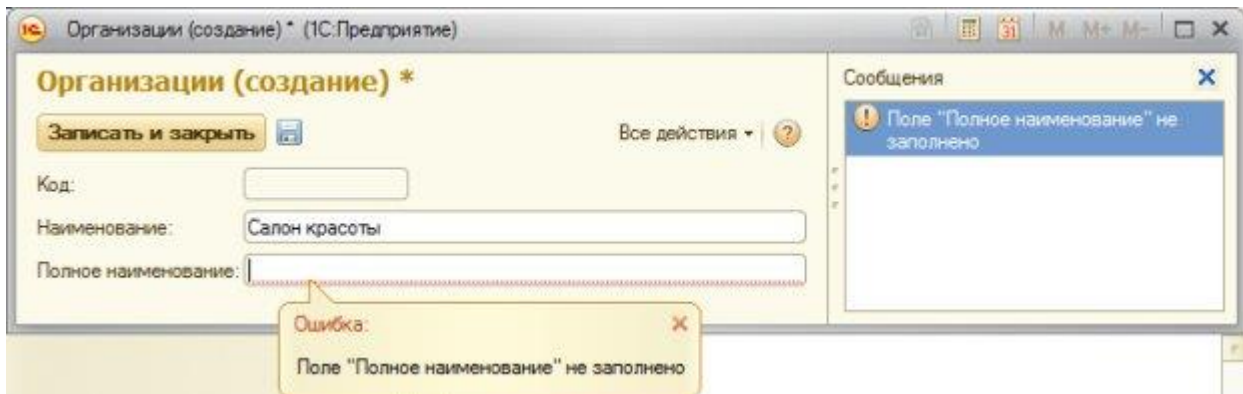 Организации (создание) * (1С:Предприятие)
M M+ M-
Организации (создание) *
Записать и закрыть
Все действия
Код:
Наименование: Салон красоты
Полное наименование:
Ошибка:
Поле "Полное наименование" не заполнено
Сообщения
Поле "Полное наименование" не
заполнено